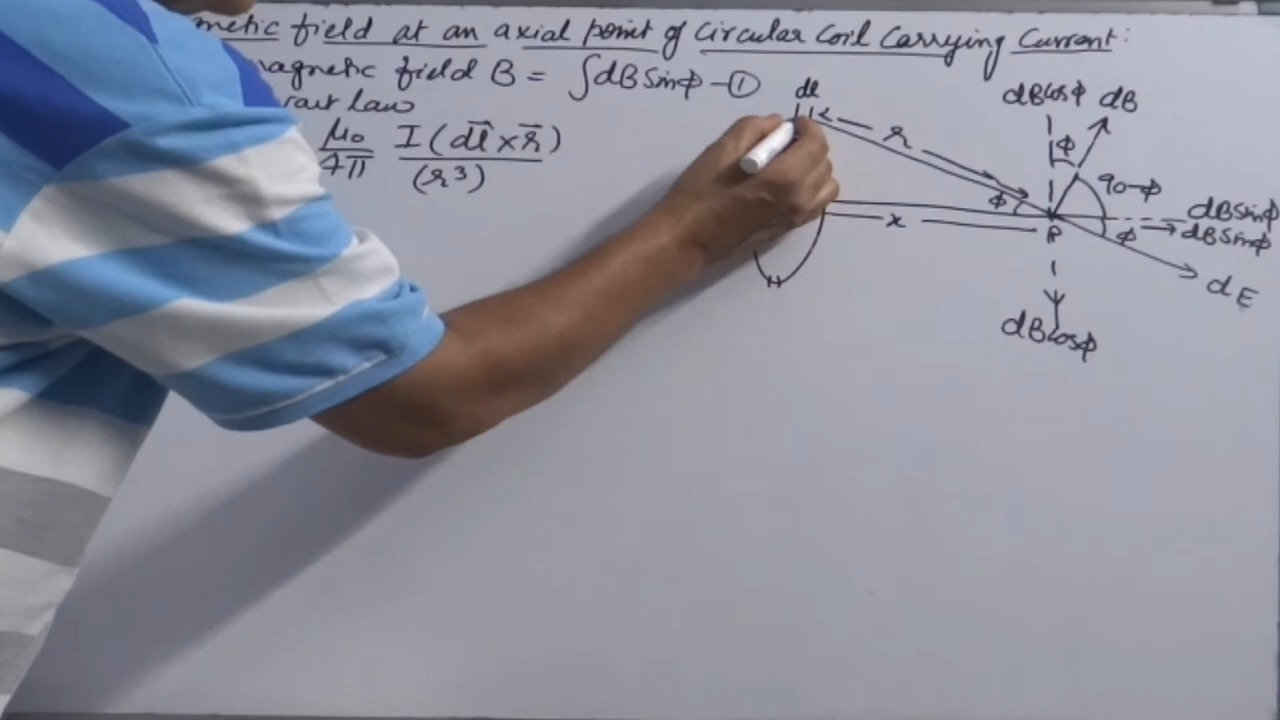 field at an axial point of Circular Coil Carrying Current:
field B = ∫dB Sinϕ -①
law
μ₀/4π I(d𝑙⃗ × r⃗)/(r³)
dl
r
x
ϕ
P
dBcosϕ dB
ϕ
90-ϕ
dBsinϕ
dBsinϕ
ϕ
dE
dBcosϕ